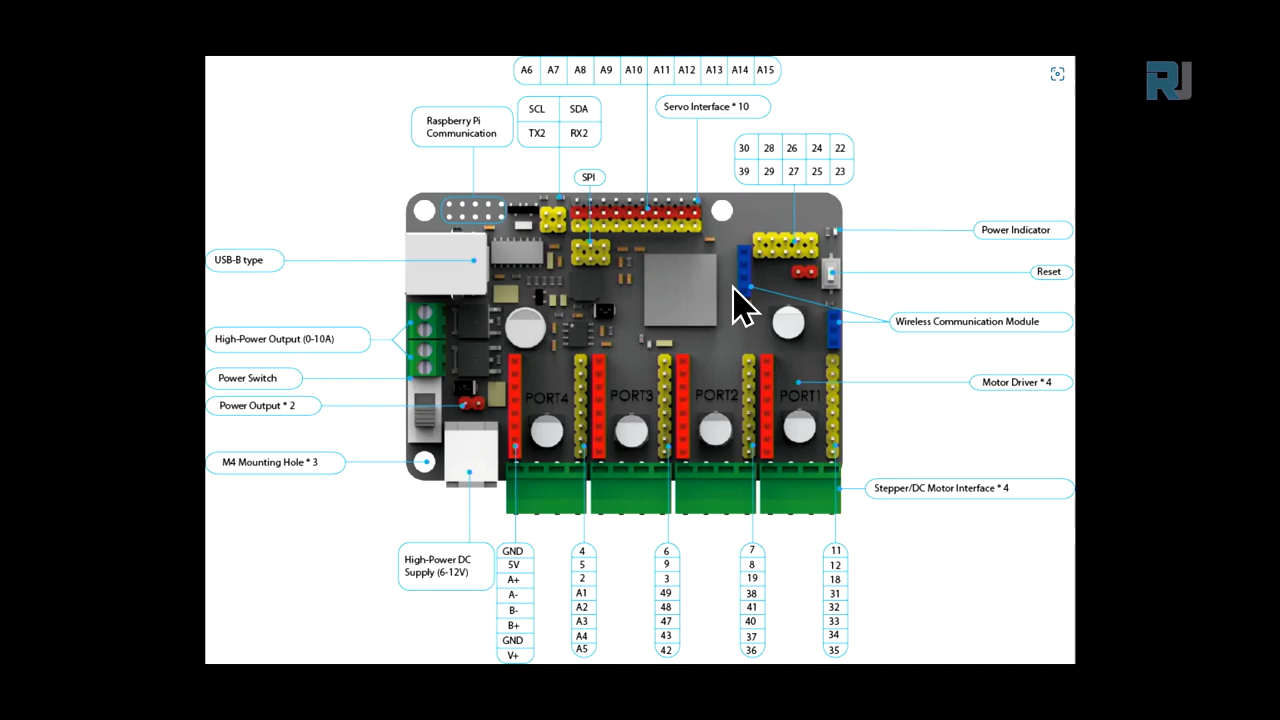 A6 A7 A8 A9 A10 A11 A12 A13 A14 A15
RJ
SCL SDA
TX2 RX2
Servo Interface * 10
Raspberry Pi
Communication
30 28 26 24 22
39 29 27 25 23
SPI
Power Indicator
USB-B type
Reset
Wireless Communication Module
High-Power Output (0-10A)
Power Switch
Motor Driver * 4
Power Output * 2
PORT4 PORT3 PORT2 PORT1
M4 Mounting Hole * 3
Stepper/DC Motor Interface * 4
High-Power DC
Supply (6-12V)
GND
5V
A+
A-
B-
B+
GND
V+
4
5
2
A1
A2
A3
A4
A5
6
9
3
49
48
47
43
42
7
8
19
38
41
40
37
36
11
12
18
31
32
33
34
35